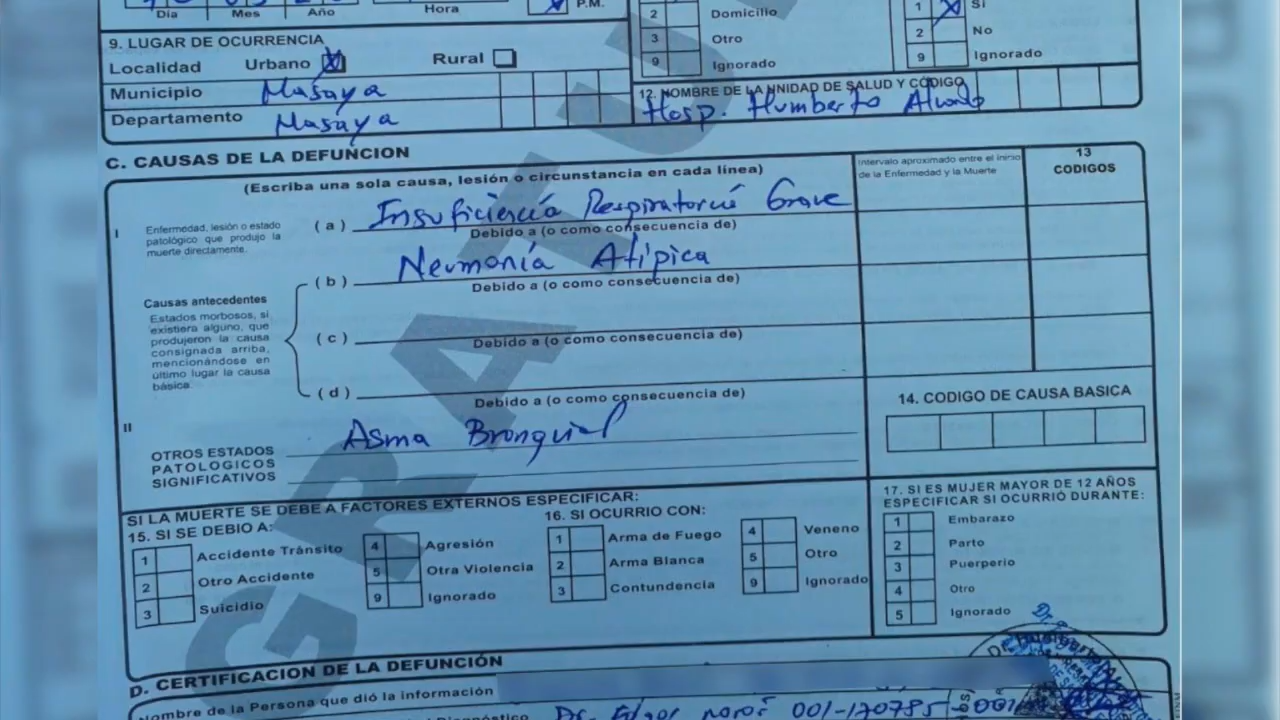 Día Mes Año Hora P.M.
9. LUGAR DE OCURRENCIA
Localidad Urbano Rural
Municipio Masaya
Departamento Masaya
2 Domicilio
3 Otro
9 Ignorado
1 Si
2 No
9 Ignorado
12. NOMBRE DE LA UNIDAD DE SALUD Y CÓDIGO
Hosp. Humberto
C. CAUSAS DE LA DEFUNCION
(Escriba una sola causa, lesión o circunstancia en cada línea)
Intervalo aproximado entre el inicio
de la Enfermedad y la Muerte
13
CODIGOS
I
Enfermedad, lesión o estado
patológico que produjo la
muerte directamente.
(a) Insuficiencia Respiratoria Grave
Debido a (o como consecuencia de)
(b) Neumonía Atípica
Debido a (o como consecuencia de)
Causas antecedentes
Estados morbosos, si
existiera alguno, que
produjeron la causa
consignada arriba,
mencionándose en
último lugar la causa
básica.
(c)
Debido a (o como consecuencia de)
(d)
Debido a (o como consecuencia de)
14. CODIGO DE CAUSA BASICA
II
OTROS ESTADOS
PATOLOGICOS
SIGNIFICATIVOS
Asma Bronquial
SI LA MUERTE SE DEBE A FACTORES EXTERNOS ESPECIFICAR:
15. SI SE DEBIO A:
1 Accidente Tránsito
2 Otro Accidente
3 Suicidio
4 Agresión
5 Otra Violencia
9 Ignorado
16. SI OCURRIO CON:
1 Arma de Fuego
2 Arma Blanca
3 Contundencia
4 Veneno
5 Otro
9 Ignorado
17. SI ES MUJER MAYOR DE 12 AÑOS
ESPECIFICAR SI OCURRIÓ DURANTE:
1 Embarazo
2 Parto
3 Puerperio
4 Otro
5 Ignorado
D. CERTIFICACION DE LA DEFUNCIÓN
Nombre de la Persona que dió la información
Diagnóstico Dr. 001-170785